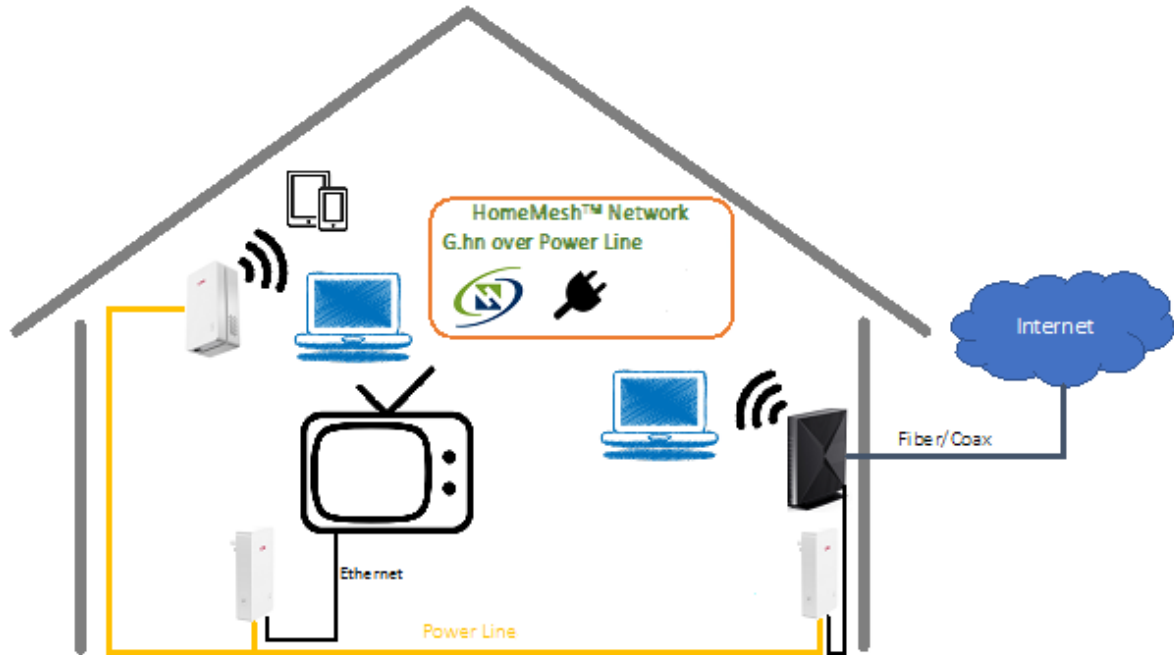 HomeMesh™ Network
G.hn over Power Line
Internet
Fiber/Coax
Ethernet
Power Line